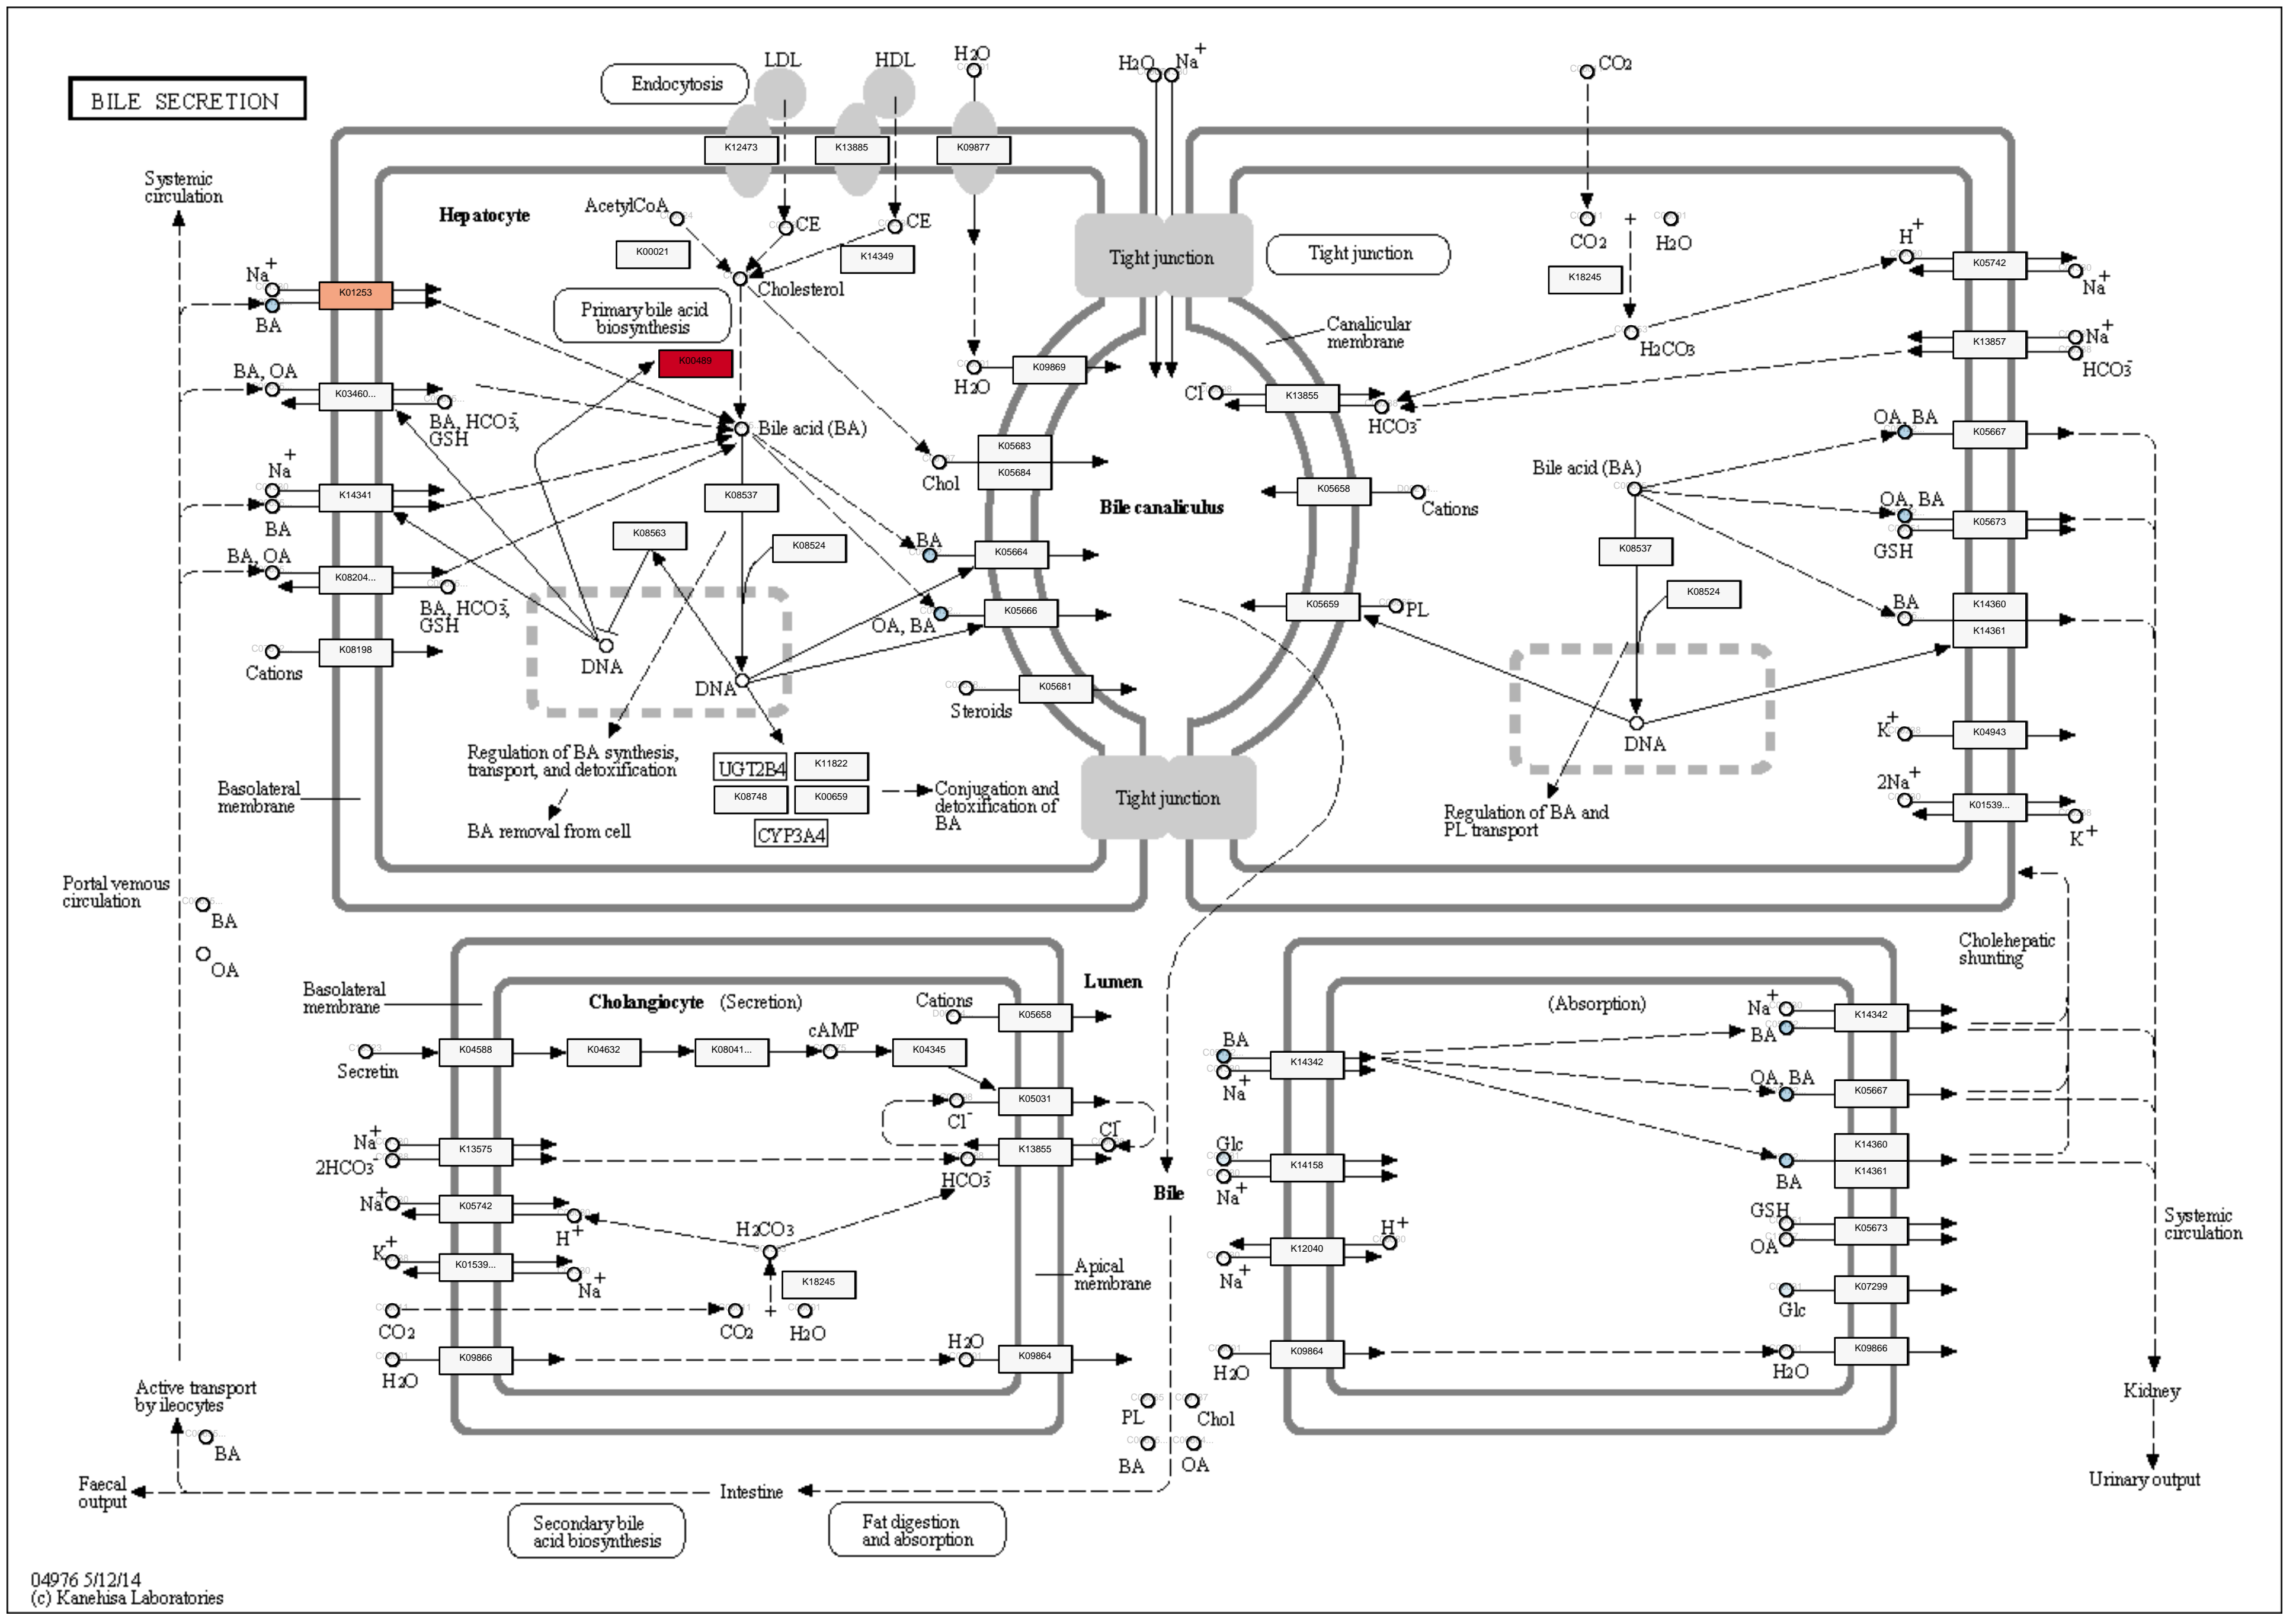 BILE SECRETION
Endocytosis
LDL
HDL
H2O
H2O
Na+
CO2
K12473
K13885
K09877
Systemic
circulation
Hepatocyte
AcetylCoA
CE
CE
K00021
K14349
Cholesterol
Tight junction
Tight junction
CO2
+
H2O
K18245
H2CO3
H+
K05742
Na+
Na+
BA
K01253
Primary bile acid
biosynthesis
K00489
Canalicular
membrane
K13857
Na+
HCO3-
BA, OA
K03460...
BA, HCO3-,
GSH
H2O
K09869
Cl-
K13855
HCO3-
Bile acid (BA)
K05683
K05684
Chol
OA, BA
K05667
Na+
K14341
BA
K08537
Bile canaliculus
K05658
Cations
Bile acid (BA)
OA, BA
K05673
GSH
K08563
K08524
BA
K05664
K08537
BA, OA
K08204...
BA, HCO3-,
GSH
K05666
OA, BA
K05659
PL
K08524
BA
K14360
K14361
Cations
K08198
DNA
DNA
K05681
Steroids
DNA
K+
K04943
Regulation of BA synthesis,
transport, and detoxification
BA removal from cell
UGT2B4
K11822
K08748
K00659
CYP3A4
Conjugation and
detoxification of
BA
Tight junction
Regulation of BA and
PL transport
2Na+
K01539...
K+
Basolateral
membrane
Portal venous
circulation
BA
OA
Basolateral
membrane
Cholangiocyte (Secretion)
Cations
K05658
Lumen
(Absorption)
Cholehepatic
shunting
Secretin
K04588
K04632
K08041...
cAMP
K04345
K05031
Cl-
Cl-
Na+
2HCO3-
K13575
K13855
HCO3-
Na+
K05742
H+
H2CO3
K+
K01539...
Na+
K18245
CO2
CO2
+
H2O
Apical
membrane
H2O
K09866
H2O
K09864
Bile
BA
Na+
K14342
Na+
BA
K14342
OA, BA
K05667
K14360
K14361
BA
Glc
Na+
K14158
GSH
OA
K05673
H+
K12040
Na+
K07299
Glc
H2O
K09864
H2O
K09866
Systemic
circulation
Kidney
Urinary output
Active transport
by ileocytes
BA
PL
Chol
BA
OA
Faecal
output
Intestine
Secondary bile
acid biosynthesis
Fat digestion
and absorption
04976 5/12/14
(c) Kanehisa Laboratories